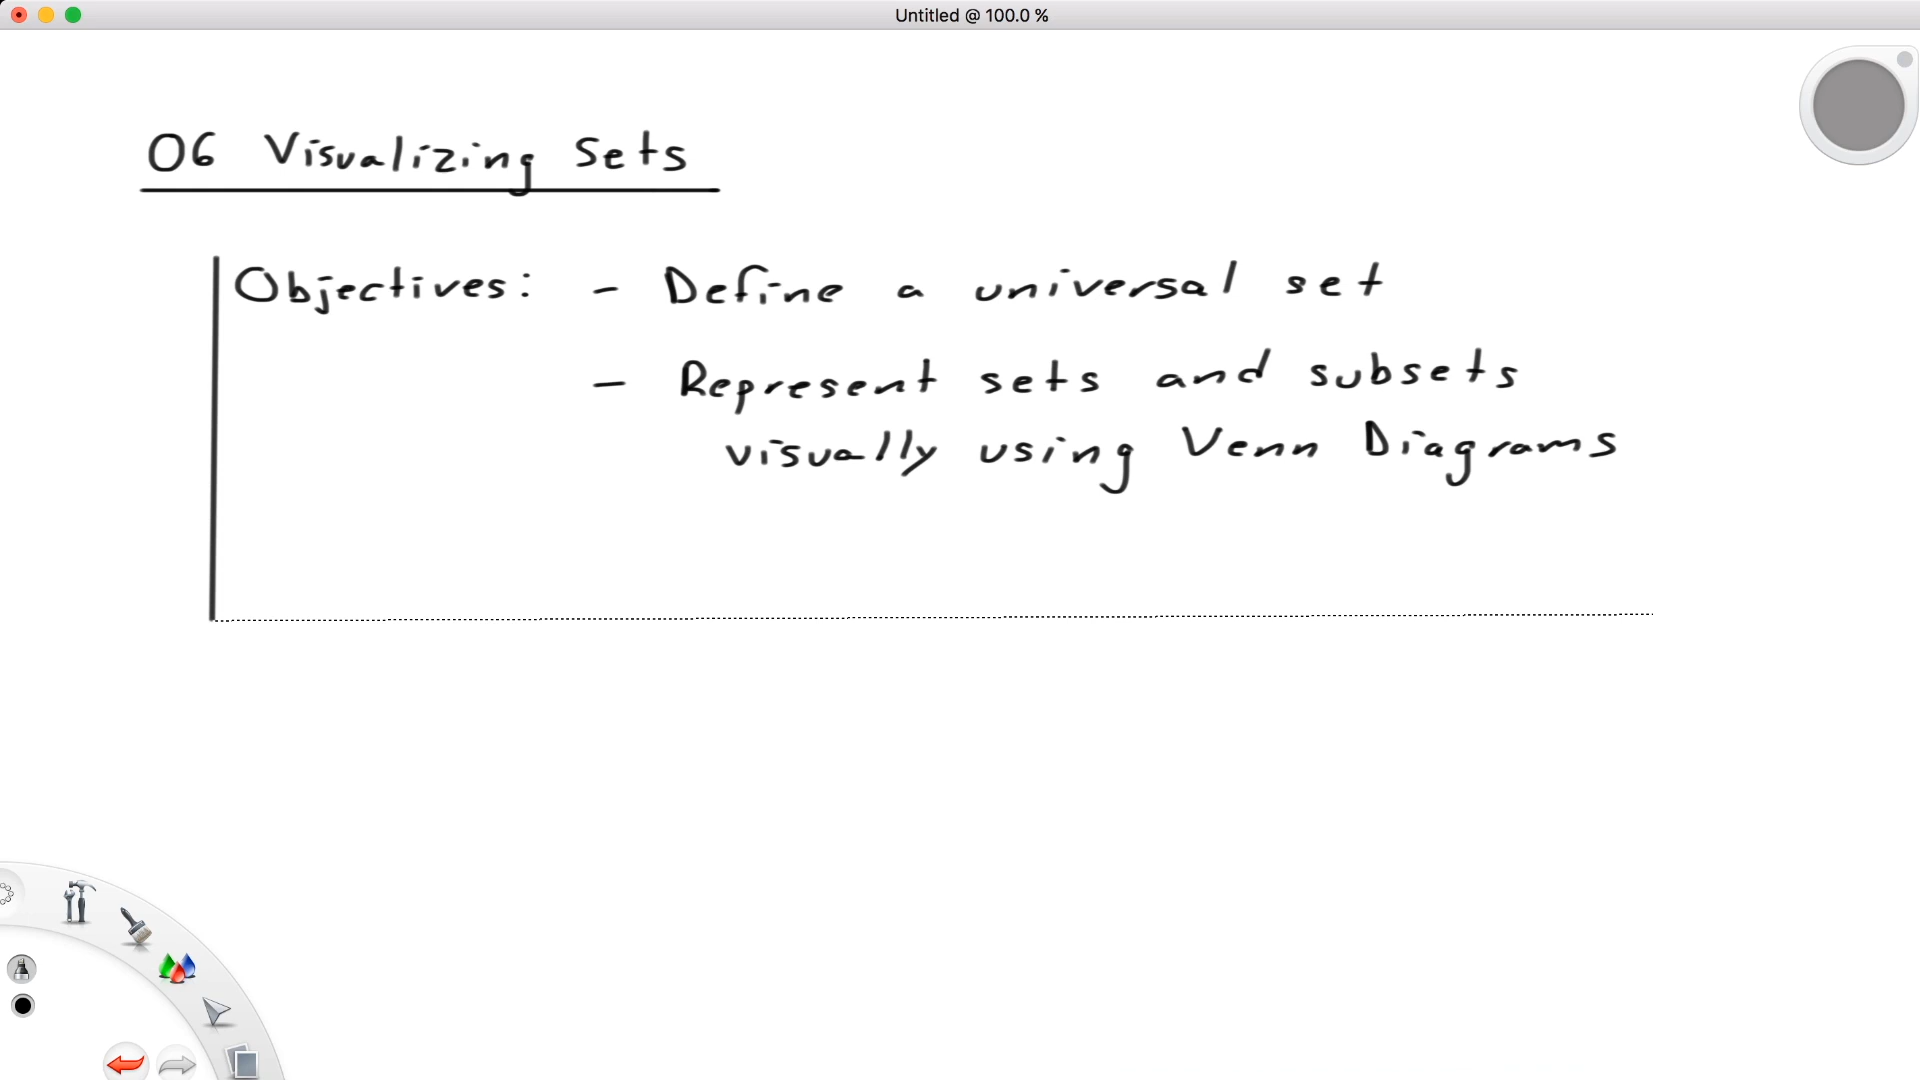 Untitled @ 100.0 %
06 Visualizing Sets
Objectives: - Define a universal set
- Represent sets and subsets
visually using Venn Diagrams